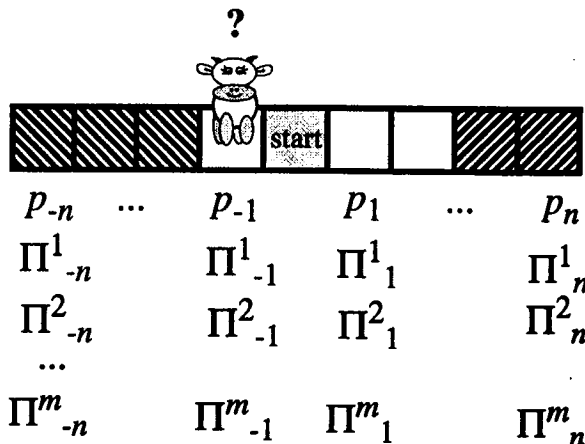 ?
start
p₋ₙ ... p₋₁ p₁ ... pₙ
Π¹₋ₙ Π¹₋₁ Π¹₁ Π¹ₙ
Π²₋ₙ Π²₋₁ Π²₁ Π²ₙ
...
Πᵐ₋ₙ Πᵐ₋₁ Πᵐ₁ Πᵐₙ